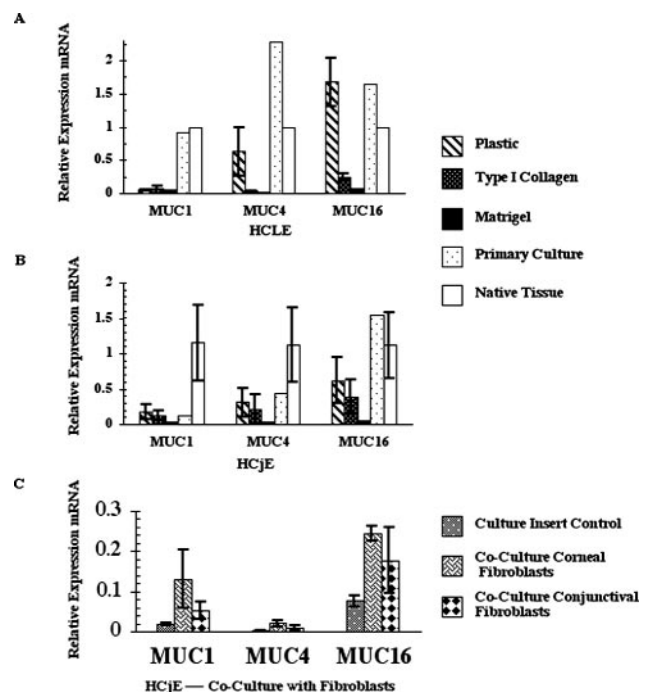 A
Relative Expression mRNA
2
1.5
1
0.5
0
MUC1 MUC4 MUC16
HCLE
Plastic
Type I Collagen
Matrigel
Primary Culture
Native Tissue
B
Relative Expression mRNA
2
1.5
1
0.5
0
MUC1 MUC4 MUC16
HCjE
C
Relative Expression mRNA
0.3
0.2
0.1
0
MUC1 MUC4 MUC16
HCjE — Co-Culture with Fibroblasts
Culture Insert Control
Co-Culture Corneal
Fibroblasts
Co-Culture Conjunctival
Fibroblasts